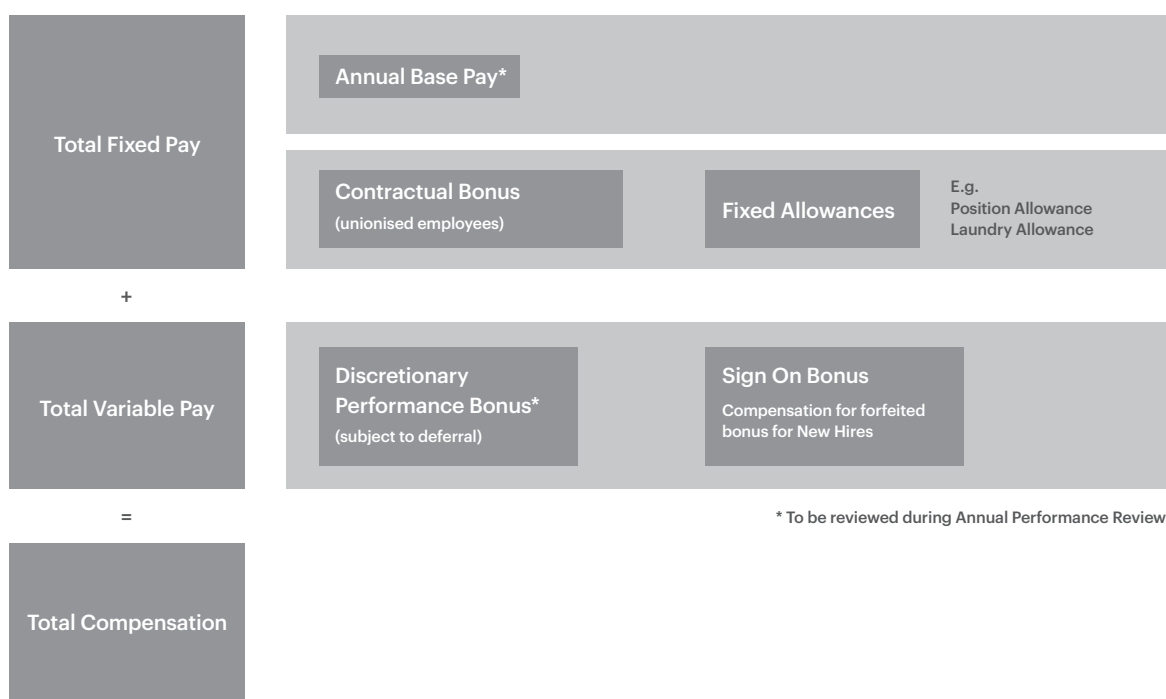 Total Fixed Pay
Annual Base Pay*
Contractual Bonus
(unionised employees)
Fixed Allowances
E.g.
Position Allowance
Laundry Allowance
+
Total Variable Pay
Discretionary
Performance Bonus*
(subject to deferral)
Sign On Bonus
Compensation for forfeited
bonus for New Hires
=
* To be reviewed during Annual Performance Review
Total Compensation